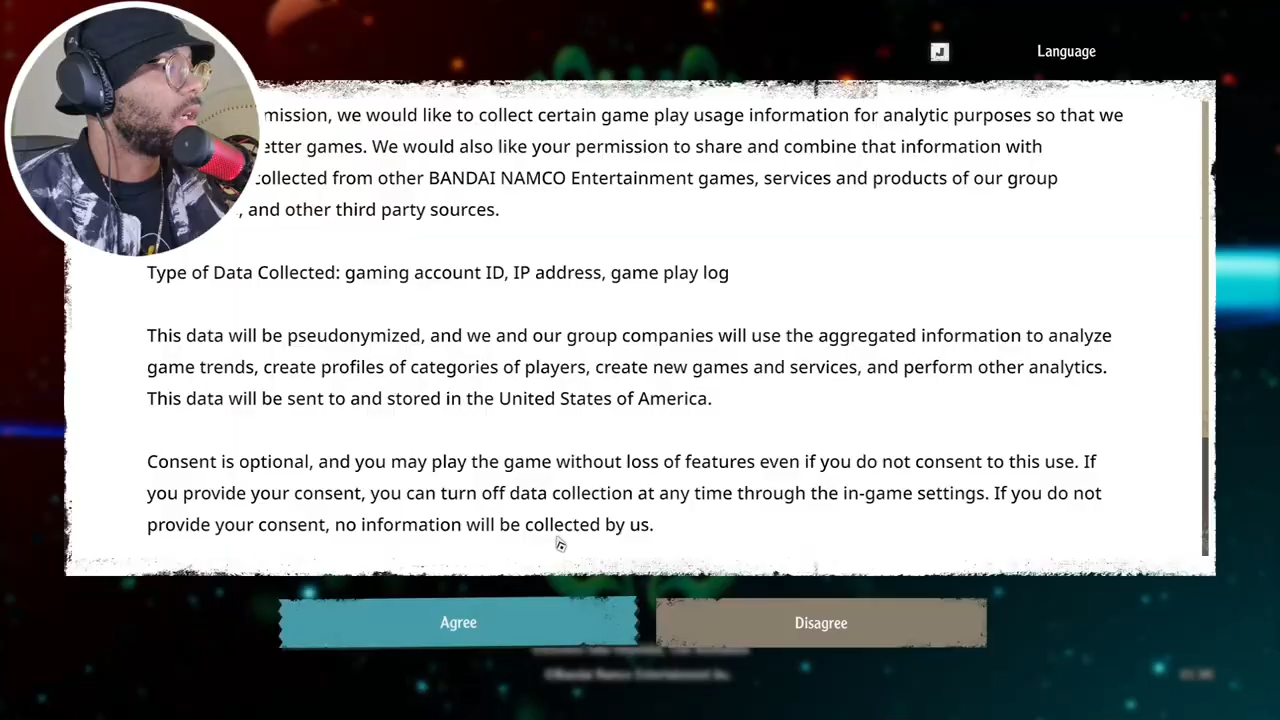 J Language
mission, we would like to collect certain game play usage information for analytic purposes so that we
etter games. We would also like your permission to share and combine that information with
collected from other BANDAI NAMCO Entertainment games, services and products of our group
, and other third party sources.
Type of Data Collected: gaming account ID, IP address, game play log
This data will be pseudonymized, and we and our group companies will use the aggregated information to analyze
game trends, create profiles of categories of players, create new games and services, and perform other analytics.
This data will be sent to and stored in the United States of America.
Consent is optional, and you may play the game without loss of features even if you do not consent to this use. If
you provide your consent, you can turn off data collection at any time through the in-game settings. If you do not
provide your consent, no information will be collected by us.
Agree Disagree
©Bandai Namco Entertainment Inc.